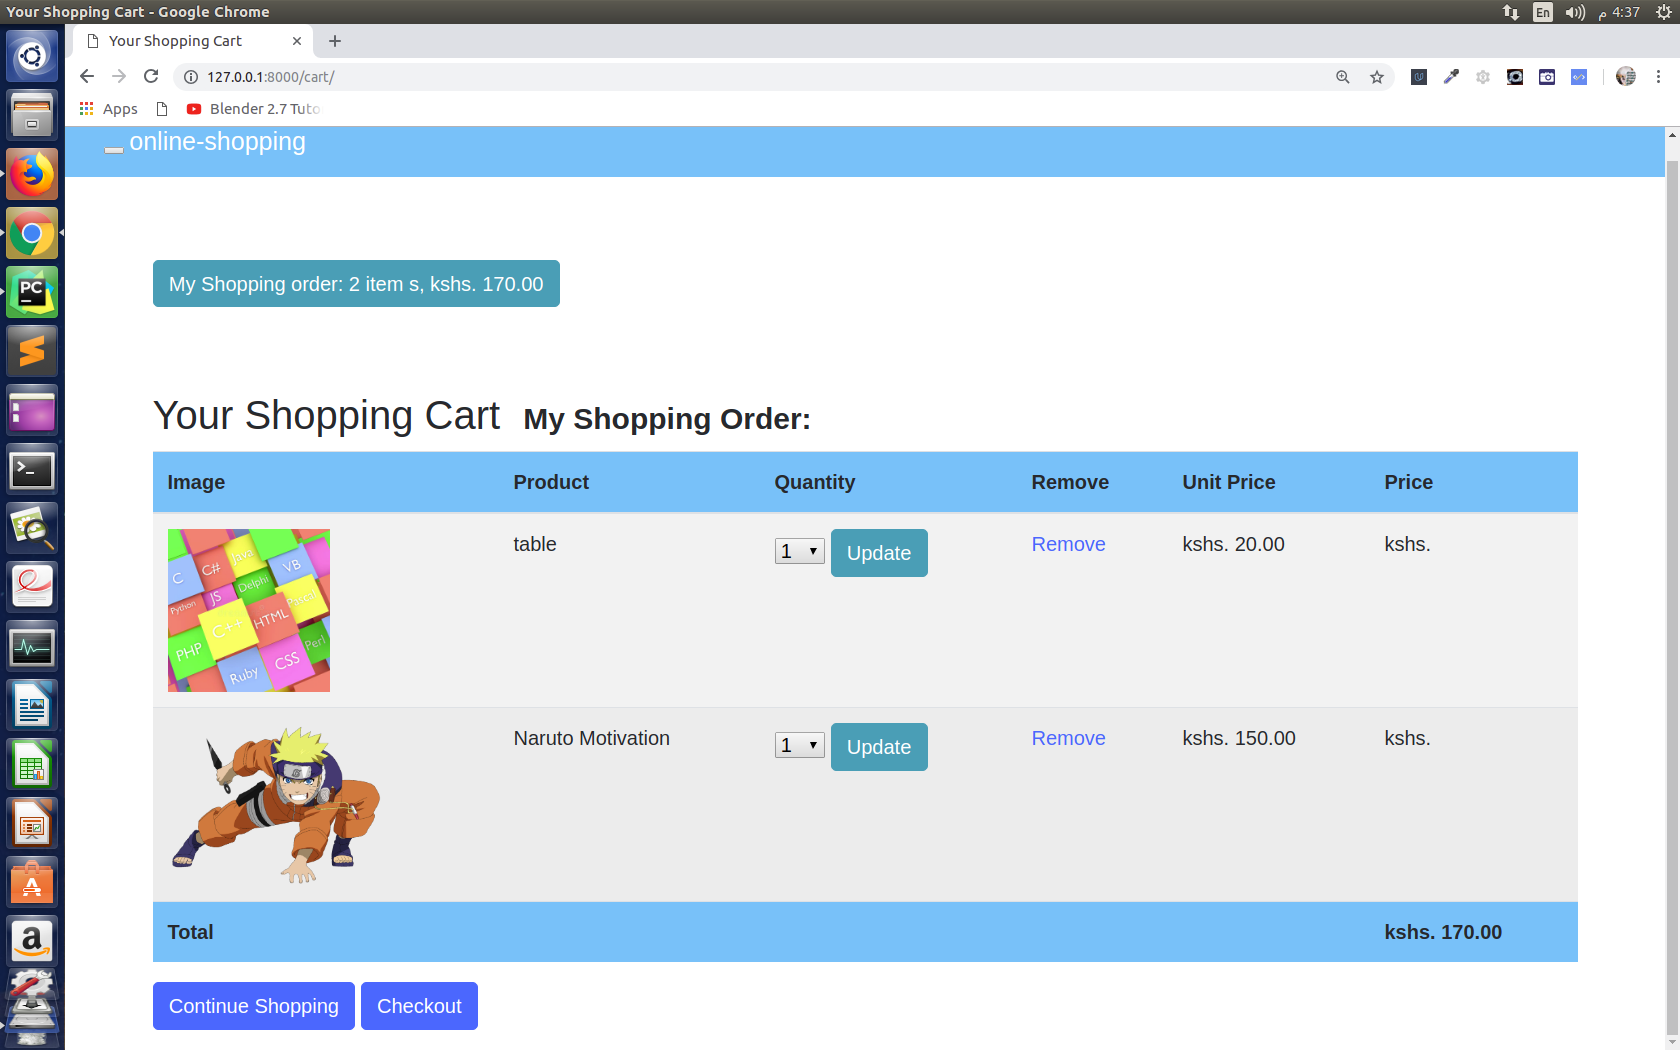 Your Shopping Cart - Google Chrome
En
4:37 م
Your Shopping Cart
127.0.0.1:8000/cart/
Apps
Blender 2.7 Tuto
online-shopping
My Shopping order: 2 item s, kshs. 170.00
Your Shopping Cart My Shopping Order:
Image Product Quantity Remove Unit Price Price
table 1 Update Remove kshs. 20.00 kshs.
C C# Java VB
Python JS Delphi Pascal
PHP C++ HTML Perl
Ruby CSS
Naruto Motivation 1 Update Remove kshs. 150.00 kshs.
Total kshs. 170.00
Continue Shopping Checkout
PC
>_
A
a